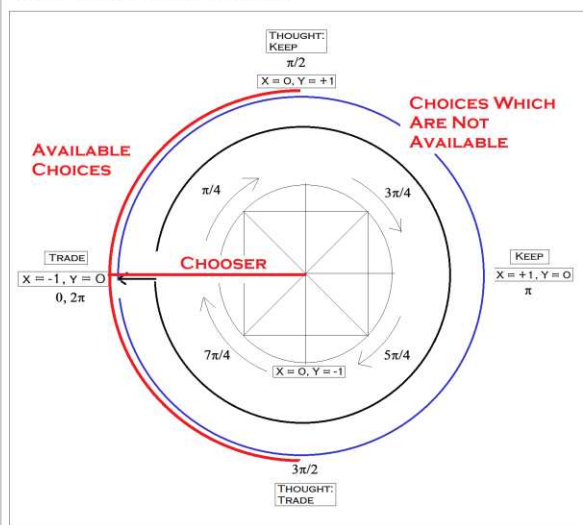 THOUGHT:
KEEP
π/2
X = 0, Y = +1
CHOICES WHICH
ARE NOT
AVAILABLE
AVAILABLE
CHOICES
π/4
3π/4
CHOOSER
TRADE
X = -1, Y = 0
0, 2π
KEEP
X = +1, Y = 0
π
7π/4
5π/4
X = 0, Y = -1
3π/2
THOUGHT:
TRADE